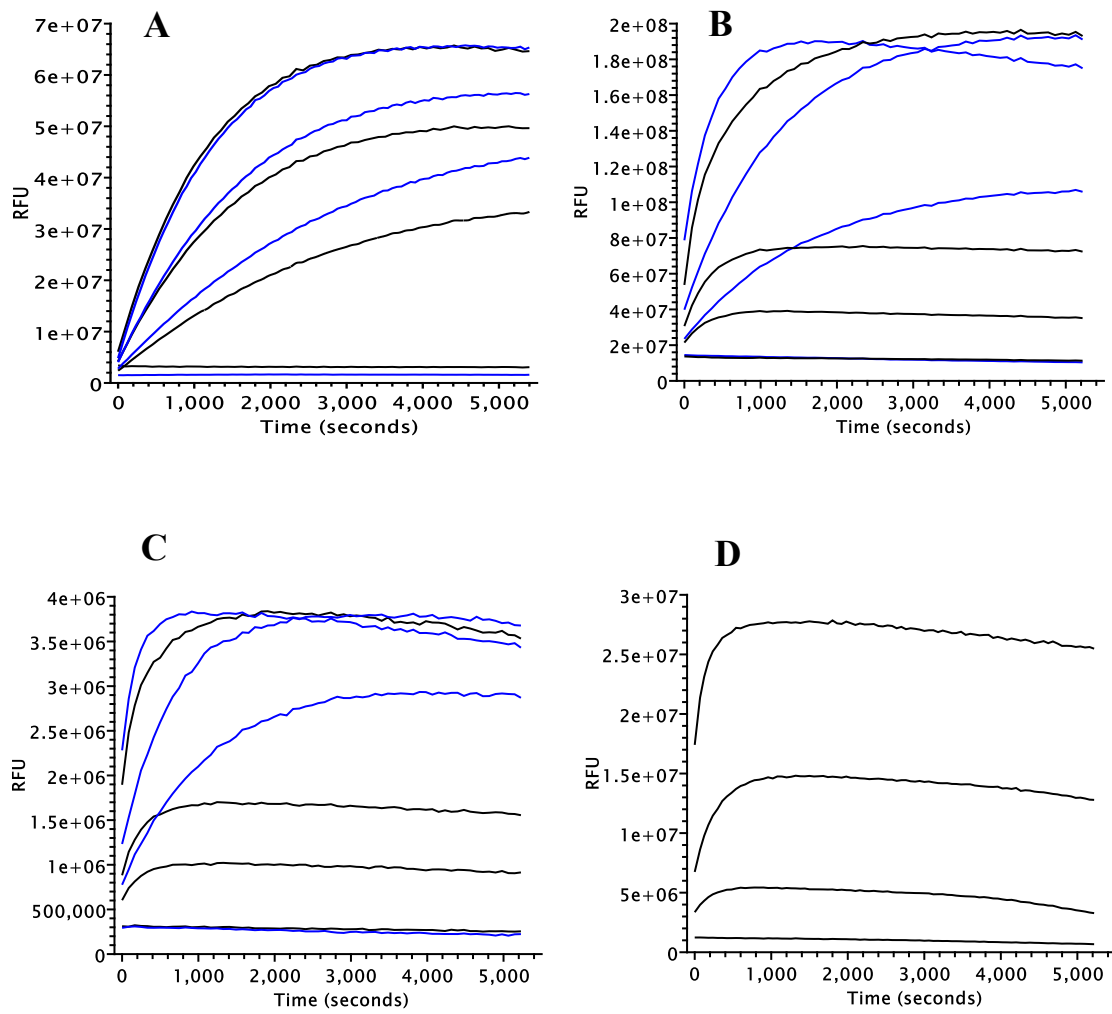 A
7e+07
6e+07
5e+07
4e+07
3e+07
2e+07
1e+07
0
RFU
0 1,000 2,000 3,000 4,000 5,000
Time (seconds)
B
2e+08
1.8e+08
1.6e+08
1.4e+08
1.2e+08
1e+08
8e+07
6e+07
4e+07
2e+07
0
RFU
0 1,000 2,000 3,000 4,000 5,000
Time (seconds)
C
4e+06
3.5e+06
3e+06
2.5e+06
2e+06
1.5e+06
1e+06
500,000
0
RFU
0 1,000 2,000 3,000 4,000 5,000
Time (seconds)
D
3e+07
2.5e+07
2e+07
1.5e+07
1e+07
5e+06
0
RFU
0 1,000 2,000 3,000 4,000 5,000
Time (seconds)